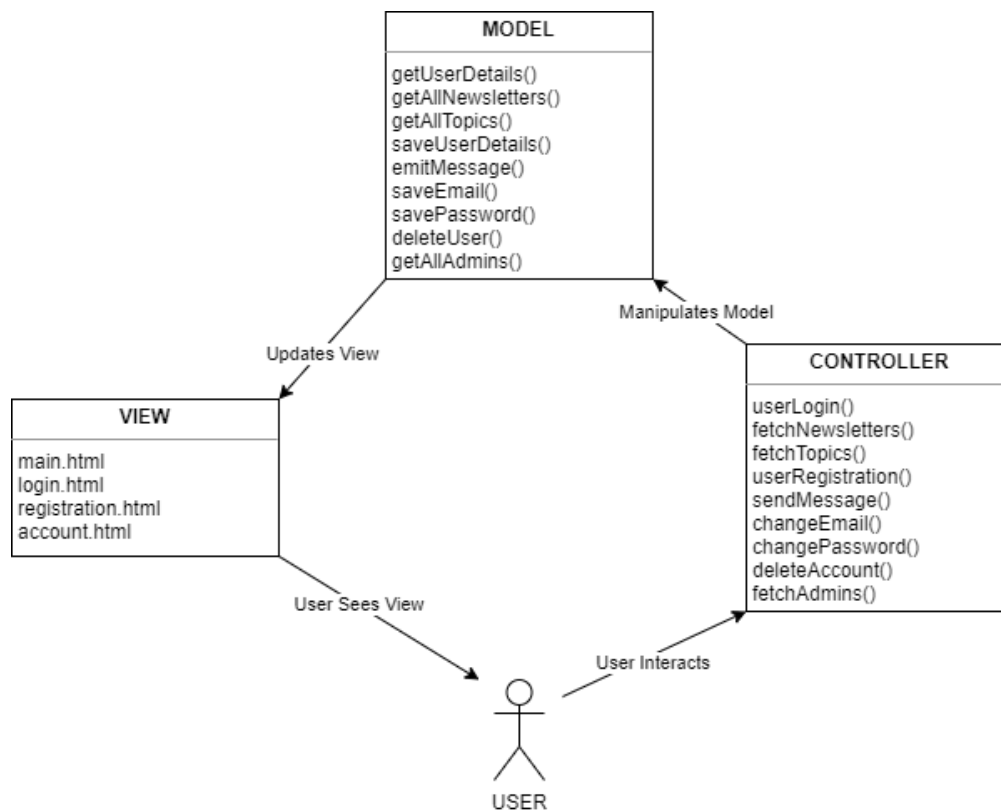 MODEL
getUserDetails()
getAllNewsletters()
getAllTopics()
saveUserDetails()
emitMessage()
saveEmail()
savePassword()
deleteUser()
getAllAdmins()
Manipulates Model
Updates View
CONTROLLER
userLogin()
fetchNewsletters()
fetchTopics()
userRegistration()
sendMessage()
changeEmail()
changePassword()
deleteAccount()
fetchAdmins()
VIEW
main.html
login.html
registration.html
account.html
User Sees View
User Interacts
USER